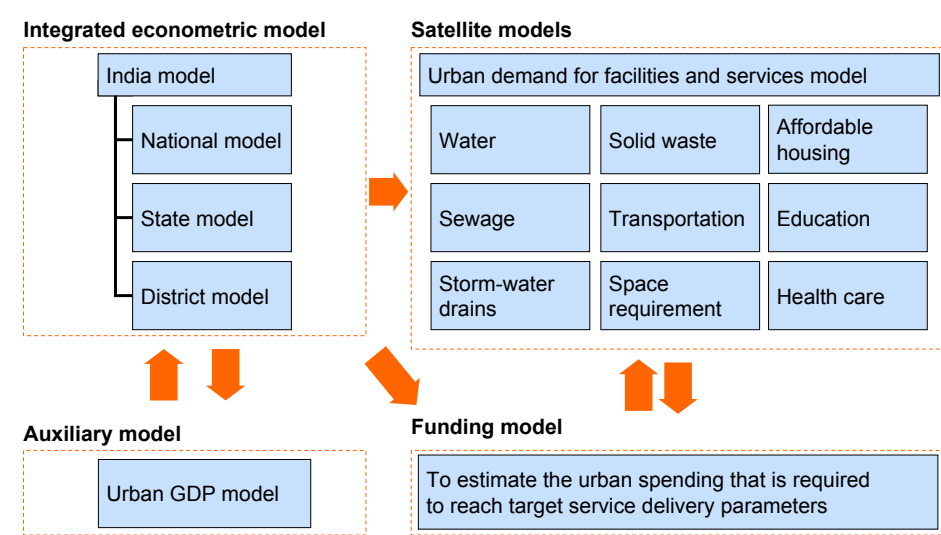 Integrated econometric model
India model
National model
State model
District model
Satellite models
Urban demand for facilities and services model
Water
Solid waste
Affordable
housing
Sewage
Transportation
Education
Storm-water
drains
Space
requirement
Health care
Auxiliary model
Urban GDP model
Funding model
To estimate the urban spending that is required
to reach target service delivery parameters